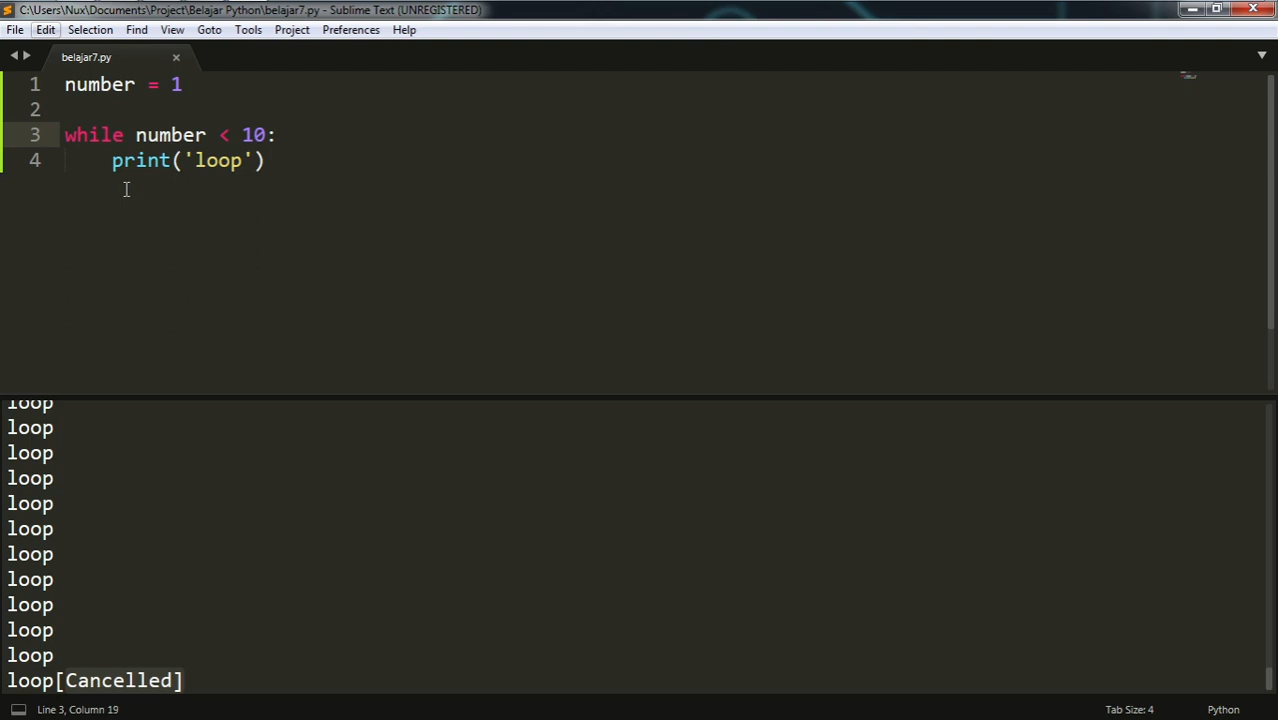 C:\Users\Nux\Documents\Project\Belajar Python\belajar7.py - Sublime Text (UNREGISTERED)
File Edit Selection Find View Goto Tools Project Preferences Help
belajar7.py
1 number = 1
2
3 while number < 10:
4 print('loop')
loop
loop
loop
loop
loop
loop
loop
loop
loop
loop
loop
loop[Cancelled]
Line 3, Column 19 Tab Size: 4 Python